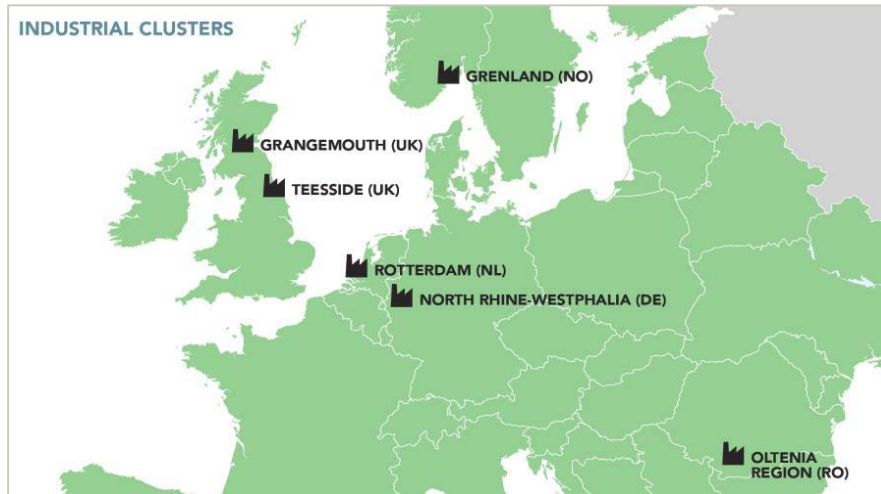 INDUSTRIAL CLUSTERS
GRENLAND (NO)
GRANGEMOUTH (UK)
TEESSIDE (UK)
ROTTERDAM (NL)
NORTH RHINE-WESTPHALIA (DE)
OLTENIA
REGION (RO)